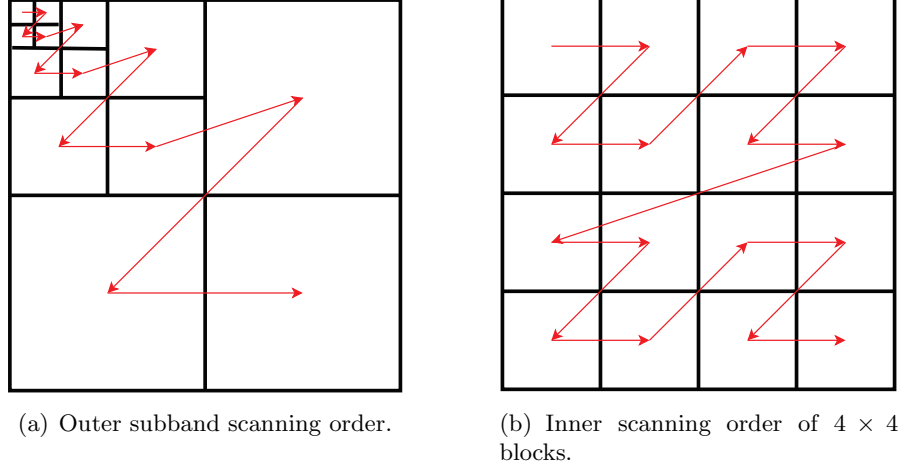 (a) Outer subband scanning order.
(b) Inner scanning order of 4 × 4
blocks.